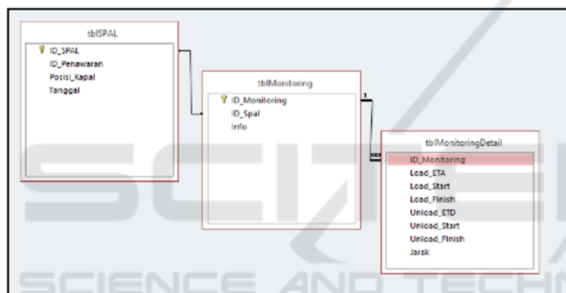 tblSPAL
ID_SPAL
ID_Penawaran
Posisi_Kapal
Tanggal
tblMonitoring
ID_Monitoring
ID_Spal
Info
1
∞
tblMonitoringDetail
ID_Monitoring
Load_ETA
Load_Start
Load_Finish
Unload_ETD
Unload_Start
Unload_Finish
Jarak
SCITE
SCIENCE AND TECHN